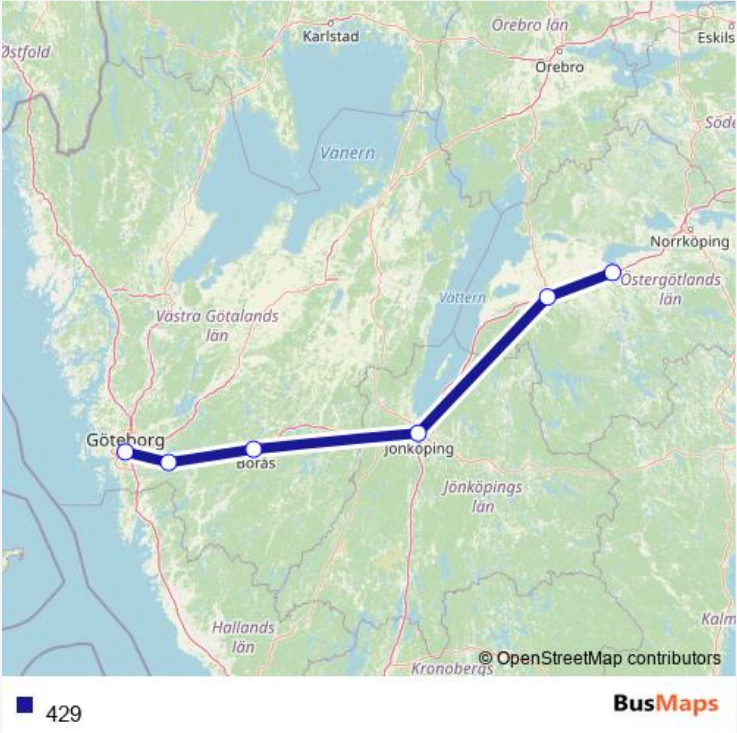 Karlstad
Örebro län
Eskils
Østfold
Örebro
Söde
Vänern
Norrköping
Vättern
Östergötlands
län
Västra Götalands
län
Göteborg
Borås
Jönköping
Jönköpings
län
Hallands
län
Kalm
Kronobergs
© OpenStreetMap contributors
429
BusMaps